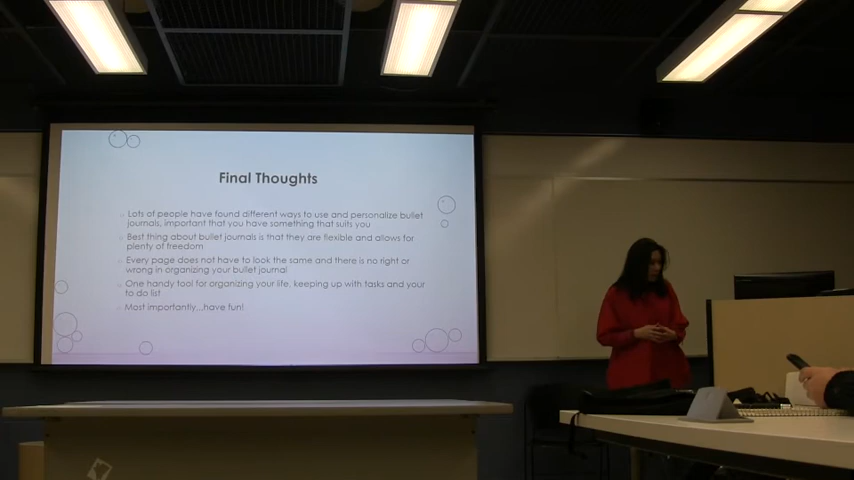 Final Thoughts
Lots of people have found different ways to use and personalize bullet
journals, important that you have something that suits you
Best thing about bullet journals is that they are flexible and allows for
plenty of freedom
Every page does not have to look the same and there is no right or
wrong in organizing your bullet journal
One handy tool for organizing your life, keeping up with tasks and your
to do list
Most importantly...have fun!